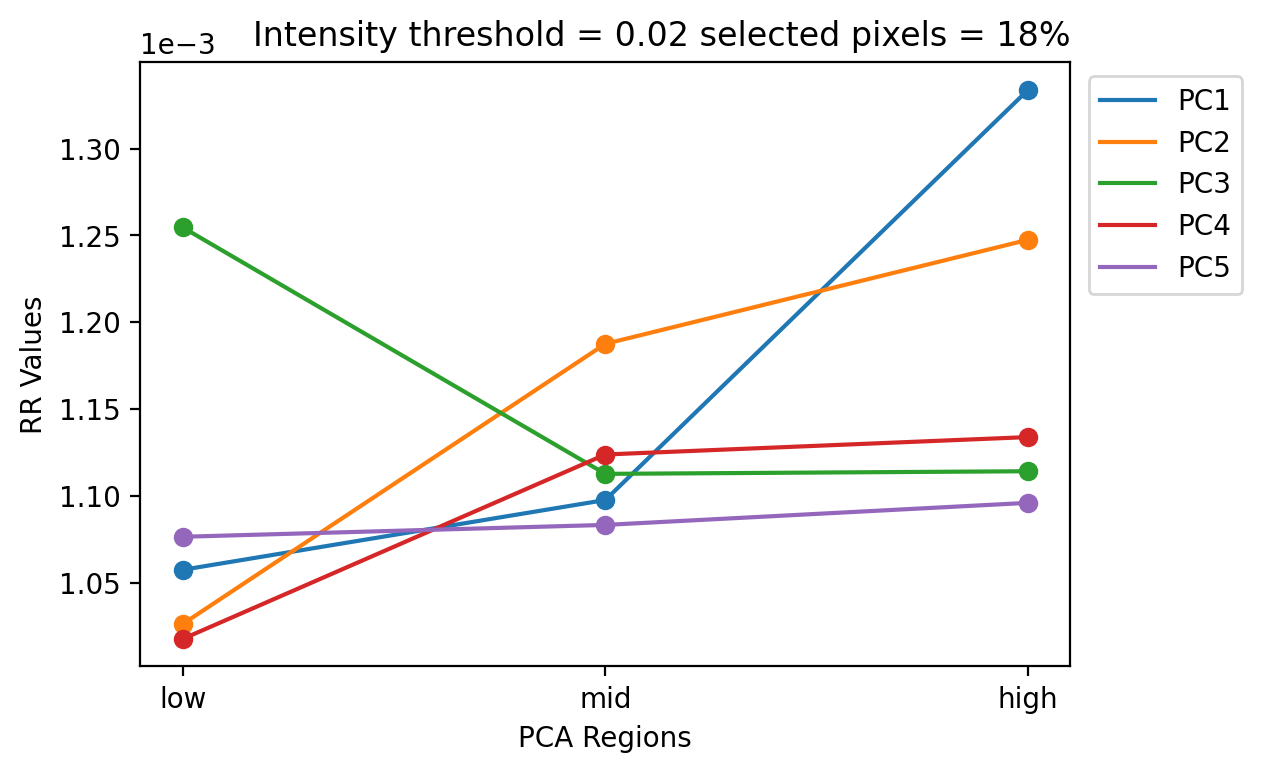 Intensity threshold = 0.02 selected pixels = 18%
1e−3
1.30
1.25
1.20
1.15
1.10
1.05
RR Values
low
mid
high
PCA Regions
PC1
PC2
PC3
PC4
PC5